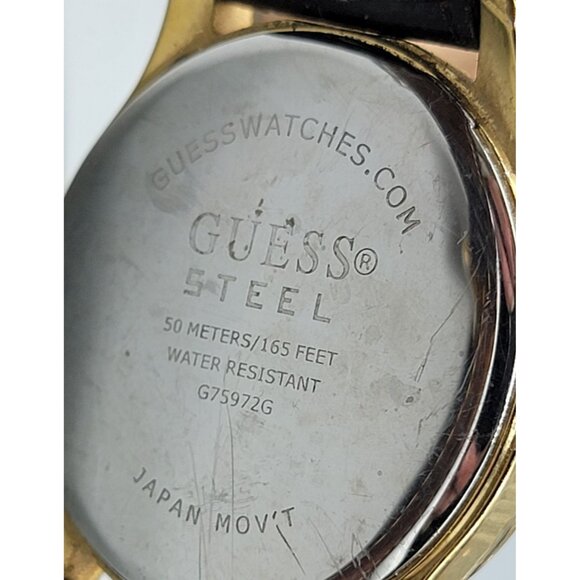 GUESSWATCHES.COM
GUESS®
STEEL
50 METERS/165 FEET
WATER RESISTANT
G75972G
JAPAN MOV'T